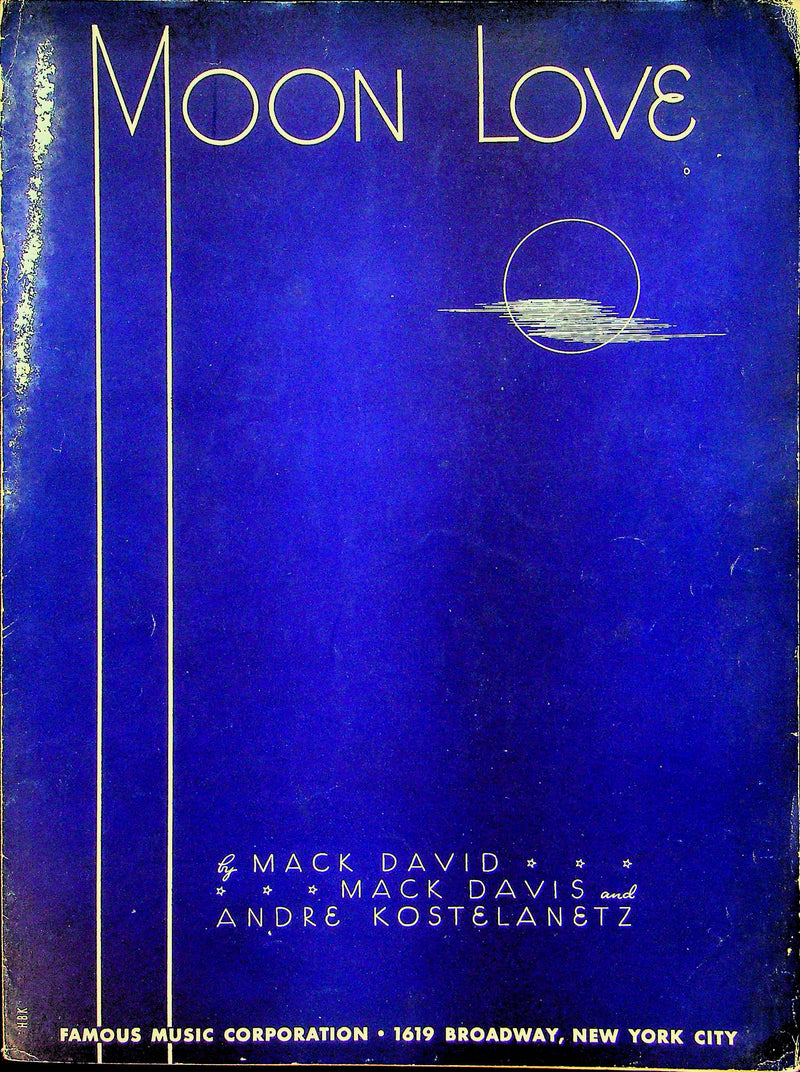 MOON LOVE
by MACK DAVID
MACK DAVIS and
ANDRE KOSTELANETZ
HBK
FAMOUS MUSIC CORPORATION • 1619 BROADWAY, NEW YORK CITY